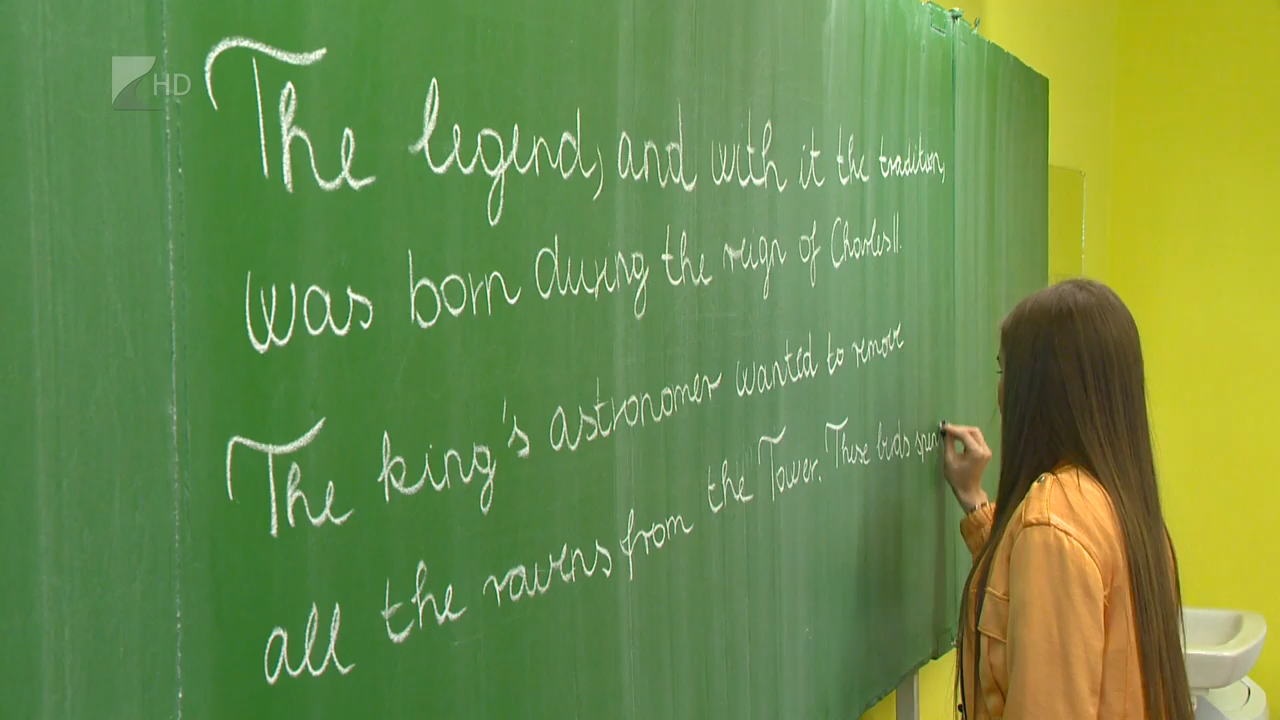 HD
The legend, and with it the tradition,
was born during the reign of Charles II.
The king's astronomer wanted to remove
all the ravens from the Tower. These birds spen